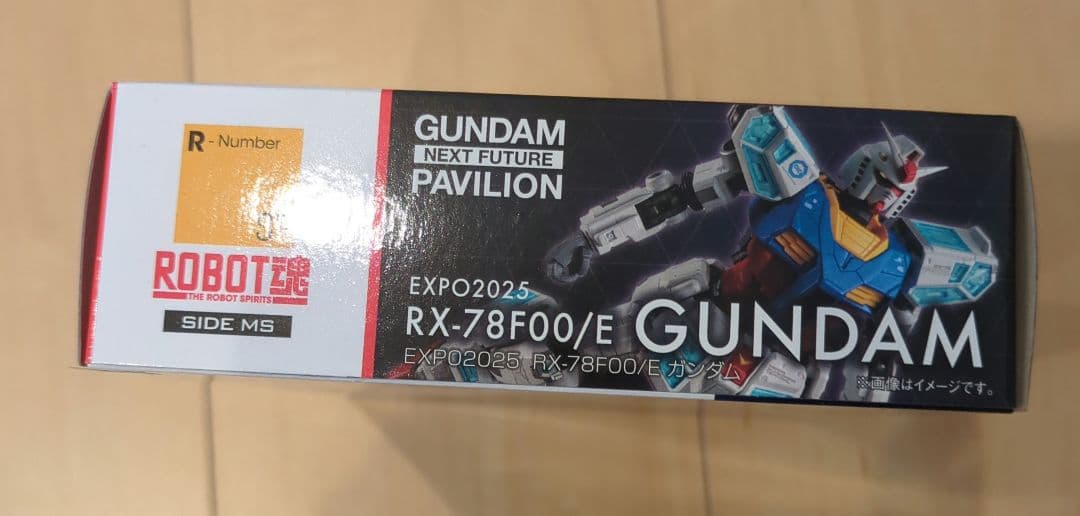 R - Number
ROBOT魂
THE ROBOT SPIRITS
SIDE MS
GUNDAM
NEXT FUTURE
PAVILION
EXPO2025
RX-78F00/E GUNDAM
EXPO2025 RX-78F00/E ガンダム
※画像はイメージです。